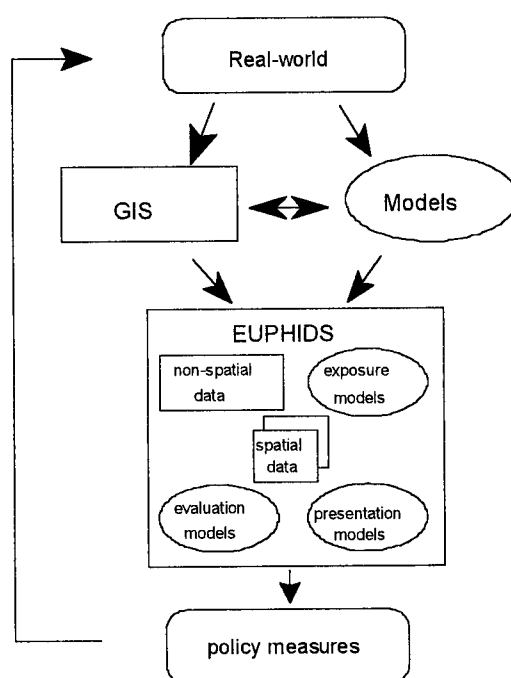 Real-world
GIS
Models
EUPHIDS
non-spatial
data
exposure
models
spatial
data
evaluation
models
presentation
models
policy measures